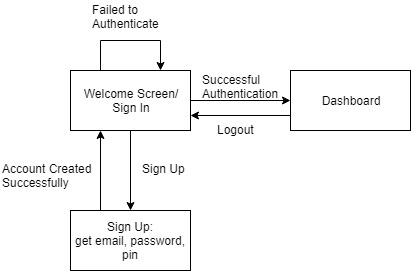 Failed to
Authenticate
Welcome Screen/
Sign In
Successful
Authentication
Dashboard
Logout
Account Created
Successfully
Sign Up
Sign Up:
get email, password,
pin